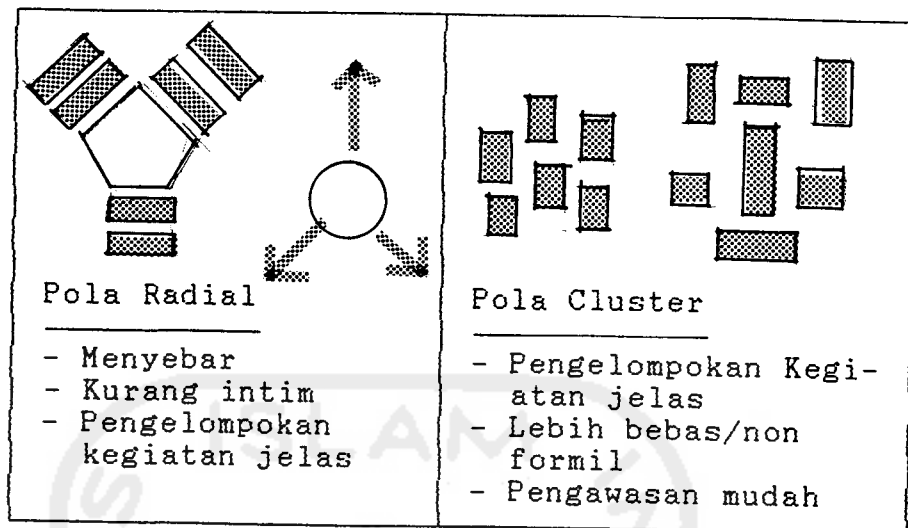 Pola Radial
- Menyebar
- Kurang intim
- Pengelompokan
kegiatan jelas
Pola Cluster
- Pengelompokan Kegi-
atan jelas
- Lebih bebas/non
formil
- Pengawasan mudah
ISLAM